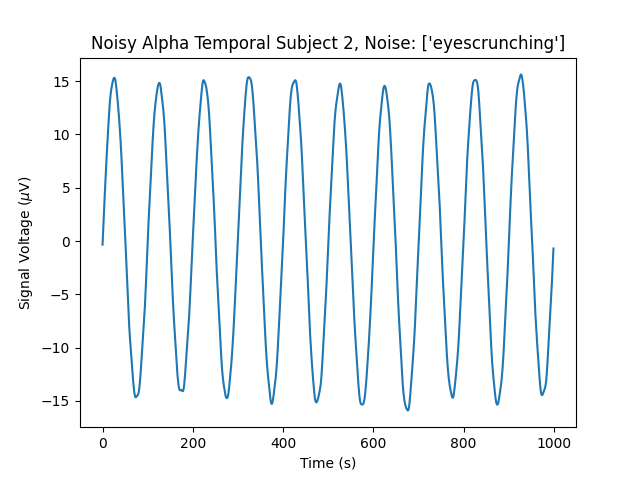 Noisy Alpha Temporal Subject 2, Noise: ['eyescrunching']
Signal Voltage (μV)
15
10
5
0
−5
−10
−15
0 200 400 600 800 1000
Time (s)